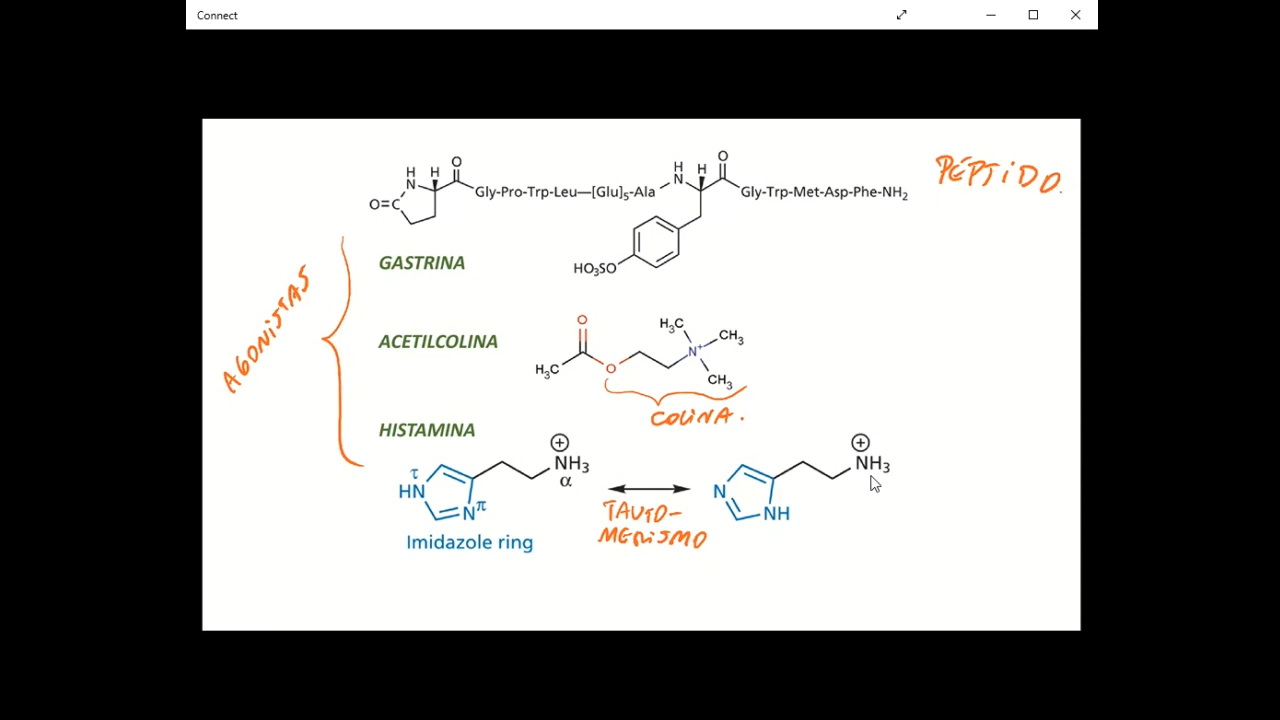 Connect
PÉPTIDO.
H
N
H
O
O=C
Gly-Pro-Trp-Leu—[Glu]5-Ala
H
N
H
O
Gly-Trp-Met-Asp-Phe-NH2
HO3SO
GASTRINA
AGONISTAS
ACETILCOLINA
O
H3C
O
H3C
N+
CH3
CH3
COLINA.
HISTAMINA
+
NH3
α
τ
HN
Nπ
Imidazole ring
TAUTO-
MERISMO
+
NH3
N
NH